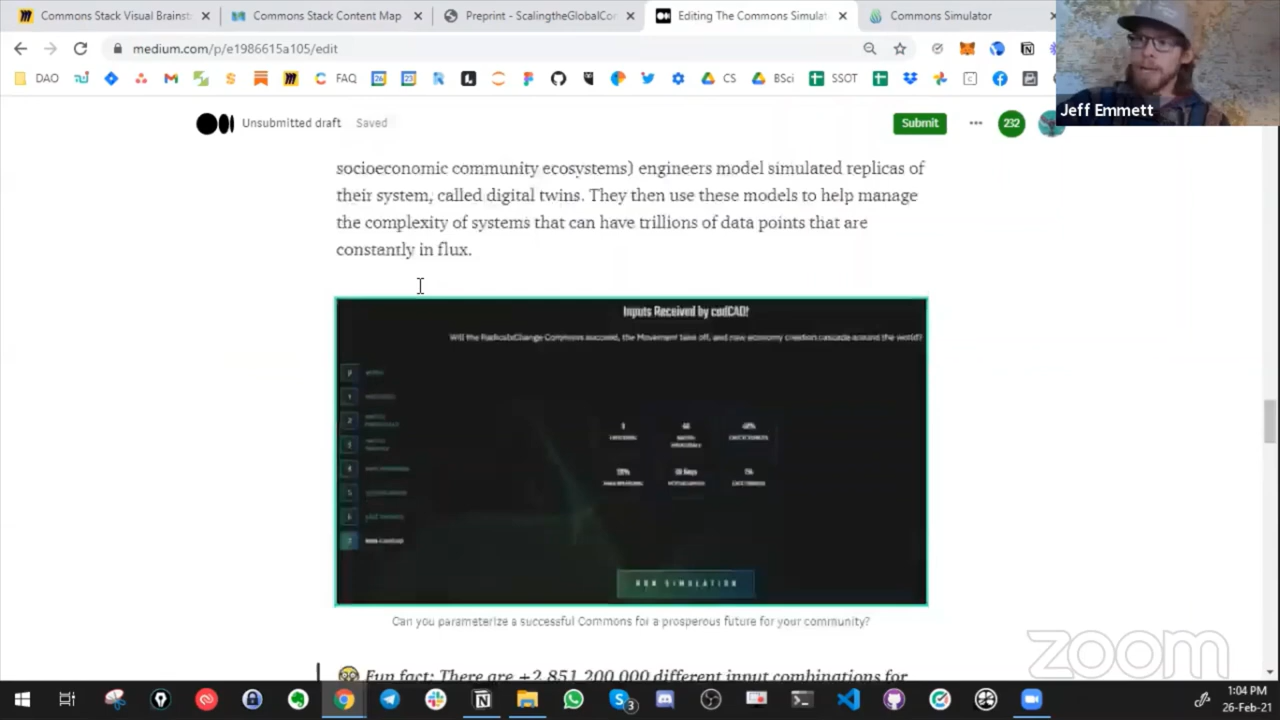 Commons Stack Visual Brainst
Commons Stack Content Map
Preprint - ScalingtheGlobalCo
Editing The Commons Simulat
Commons Simulator
medium.com/p/e1986615a105/edit
DAO
FAQ
CS
BSci
SSOT
Jeff Emmett
Unsubmitted draft
Saved
Submit
232
socioeconomic community ecosystems) engineers model simulated replicas of
their system, called digital twins. They then use these models to help manage
the complexity of systems that can have trillions of data points that are
constantly in flux.
Inputs Received by cadCAD!
Will the RadicalxChange Commons succeed, the Movement take off, and new economy creation cascade around the world?
RUN SIMULATION
Can you parameterize a successful Commons for a prosperous future for your community?
Fun fact: There are +2,851,200,000 different input combinations for
zoom
1:04 PM
26-Feb-21